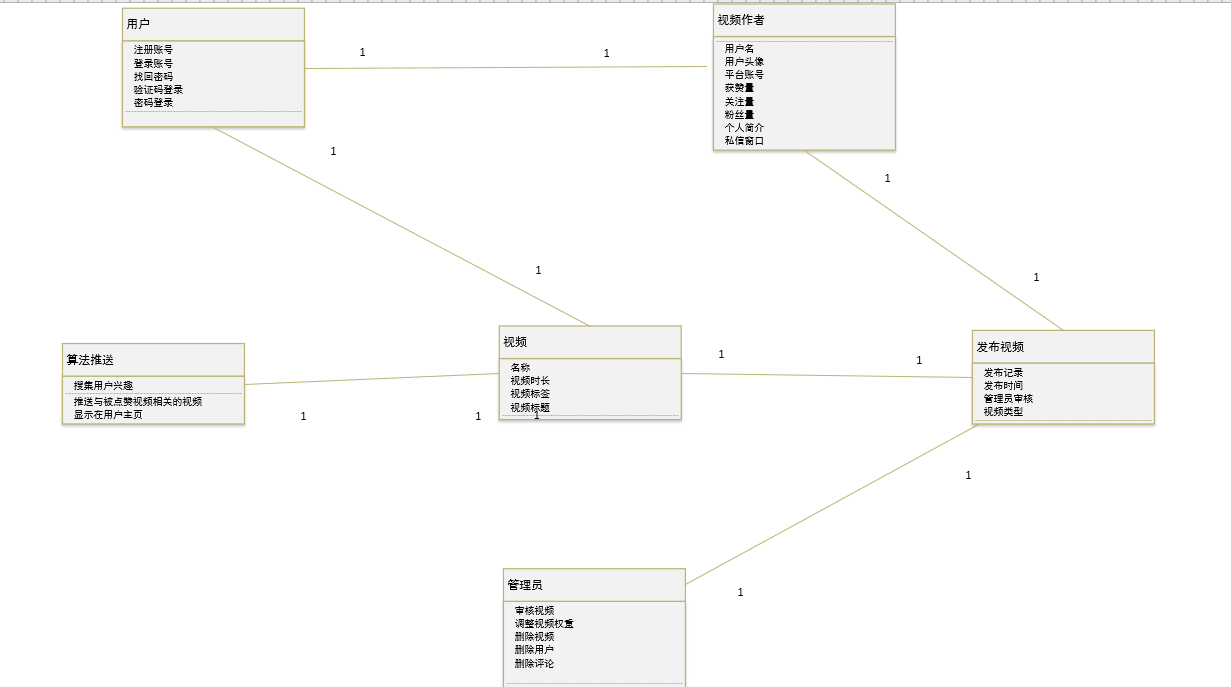 用户
注册账号
登录账号
找回密码
验证码登录
密码登录
1
1
视频作者
用户名
用户头像
平台账号
获赞量
关注量
粉丝量
个人简介
私信窗口
1
1
1
1
算法推送
搜集用户兴趣
推送与被点赞视频相关的视频
显示在用户主页
1
1
视频
名称
视频时长
视频标签
视频标题
1
1
1
发布视频
发布记录
发布时间
管理员审核
视频类型
1
1
管理员
审核视频
调整视频权重
删除视频
删除用户
删除评论